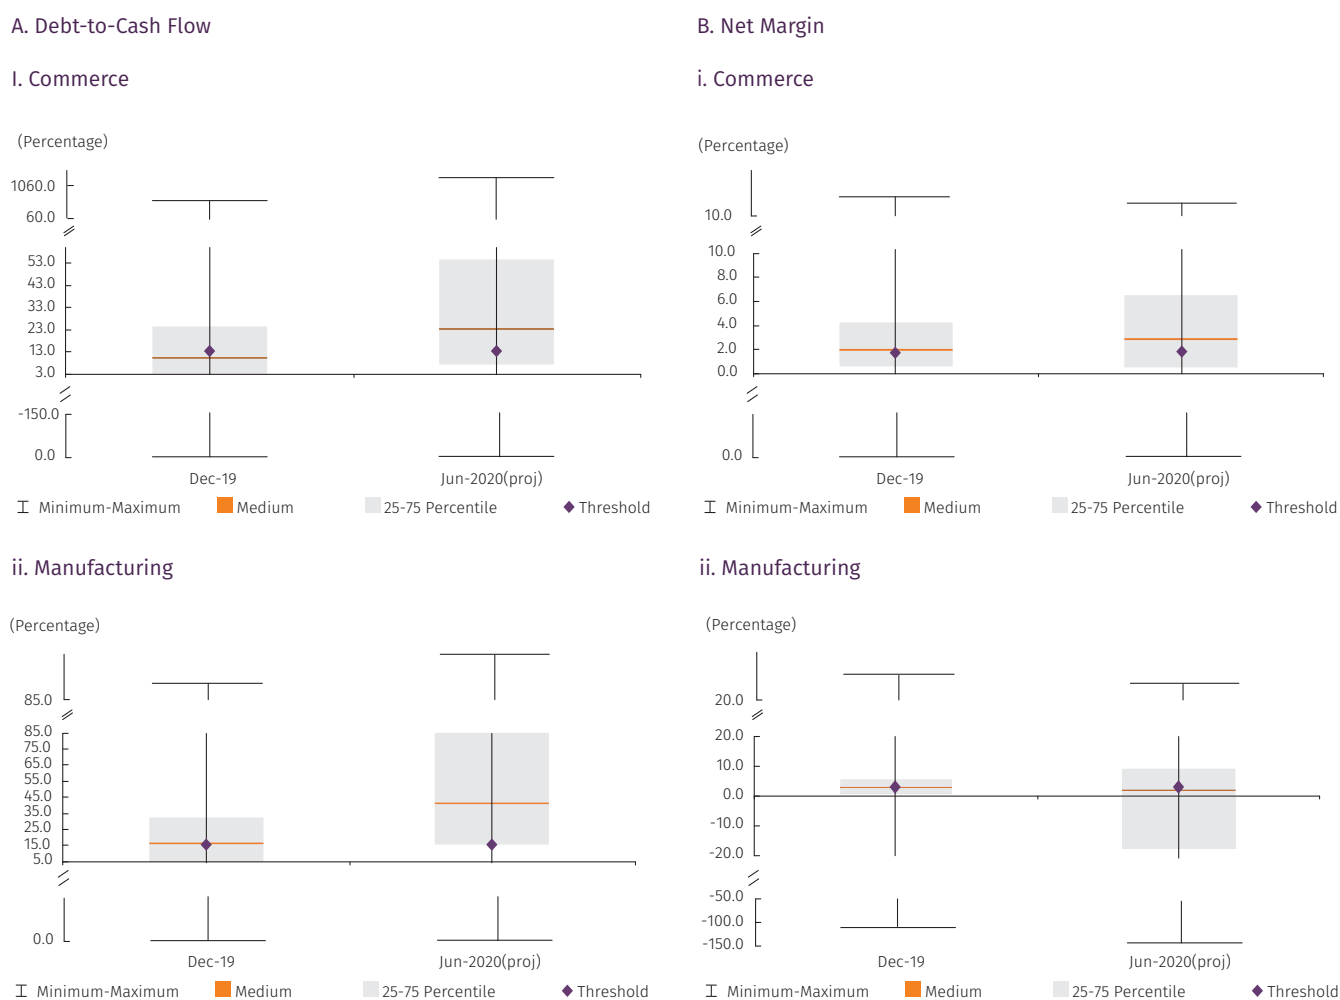 A. Debt-to-Cash Flow
I. Commerce
(Percentage)
1060.0
60.0
53.0
43.0
33.0
23.0
13.0
3.0
-150.0
0.0
Dec-19
Jun-2020(proj)
Minimum-Maximum
Medium
25-75 Percentile
Threshold
B. Net Margin
i. Commerce
(Percentage)
10.0
10.0
8.0
6.0
4.0
2.0
0.0
0.0
Dec-19
Jun-2020(proj)
Minimum-Maximum
Medium
25-75 Percentile
Threshold
ii. Manufacturing
(Percentage)
85.0
85.0
75.0
65.0
55.0
45.0
35.0
25.0
15.0
5.0
0.0
Dec-19
Jun-2020(proj)
Minimum-Maximum
Medium
25-75 Percentile
Threshold
ii. Manufacturing
(Percentage)
20.0
20.0
10.0
0.0
-10.0
-20.0
-50.0
-100.0
-150.0
Dec-19
Jun-2020(proj)
Minimum-Maximum
Medium
25-75 Percentile
Threshold